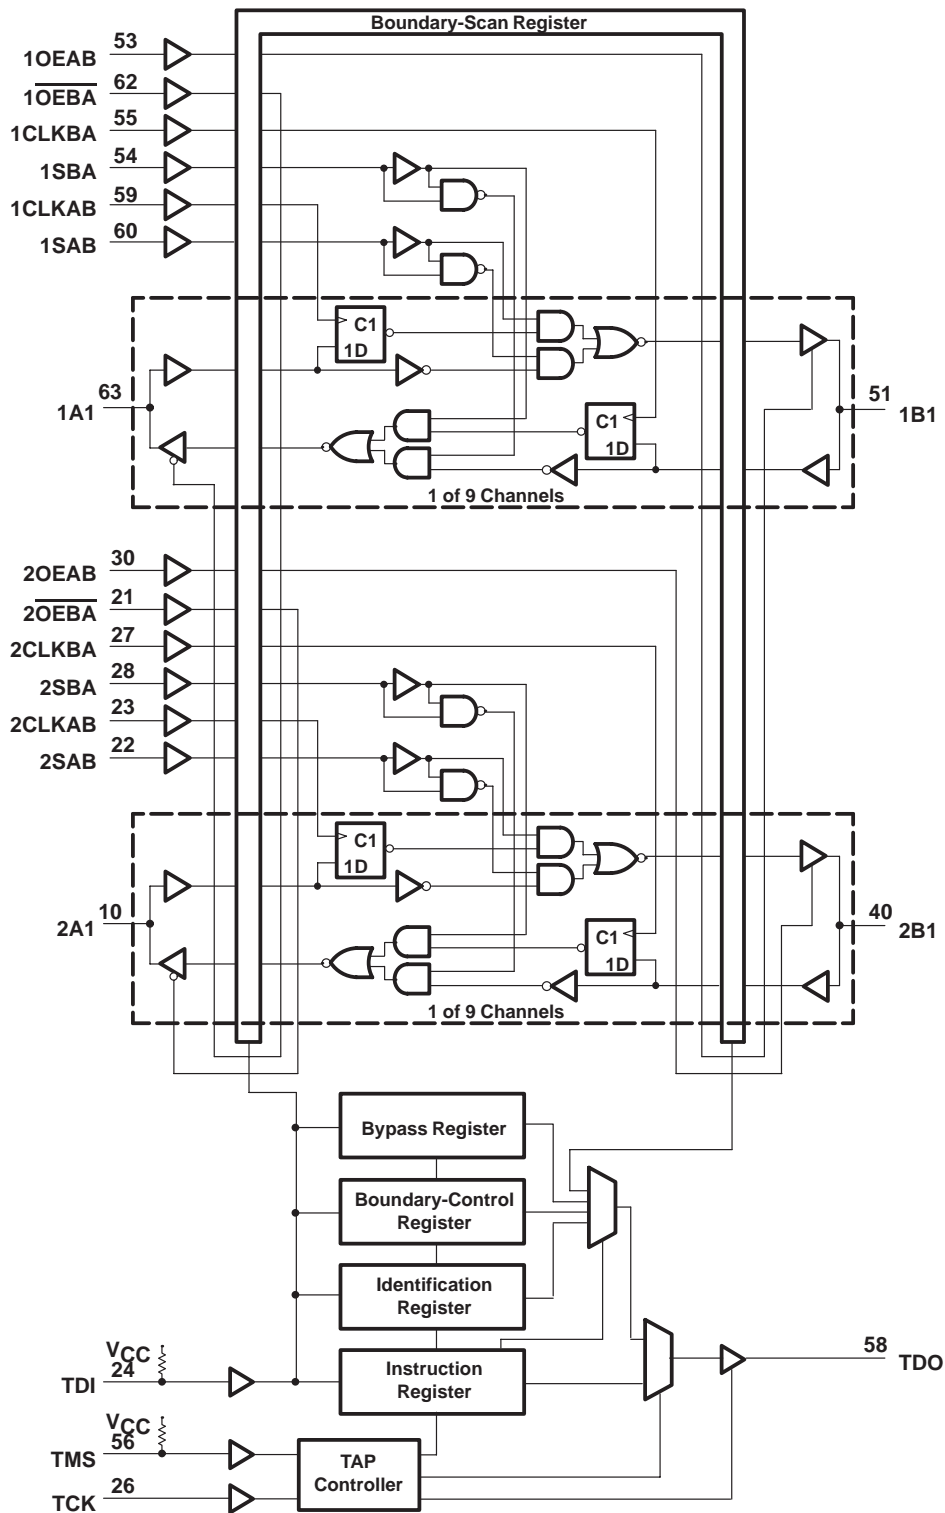 Boundary-Scan Register
1OEAB 53
1OEBA 62
1CLKBA 55
1SBA 54
1CLKAB 59
1SAB 60
C1
1D
1A1 63
51 1B1
C1
1D
1 of 9 Channels
2OEAB 30
2OEBA 21
2CLKBA 27
2SBA 28
2CLKAB 23
2SAB 22
C1
1D
2A1 10
40 2B1
C1
1D
1 of 9 Channels
Bypass Register
Boundary-Control
Register
Identification
Register
VCC
TDI 24
Instruction
Register
58 TDO
VCC
TMS 56
TAP
Controller
TCK 26